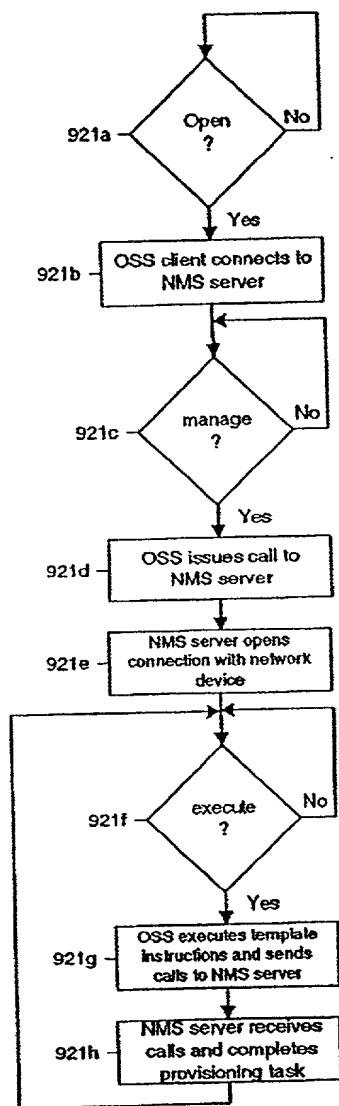 Open
?
No
921a
Yes
OSS client connects to
NMS server
921b
manage
?
No
921c
Yes
OSS issues call to
NMS server
921d
NMS server opens
connection with network
device
921e
execute
?
No
921f
Yes
OSS executes template
instructions and sends
calls to NMS server
921g
NMS server receives
calls and completes
provisioning task
921h